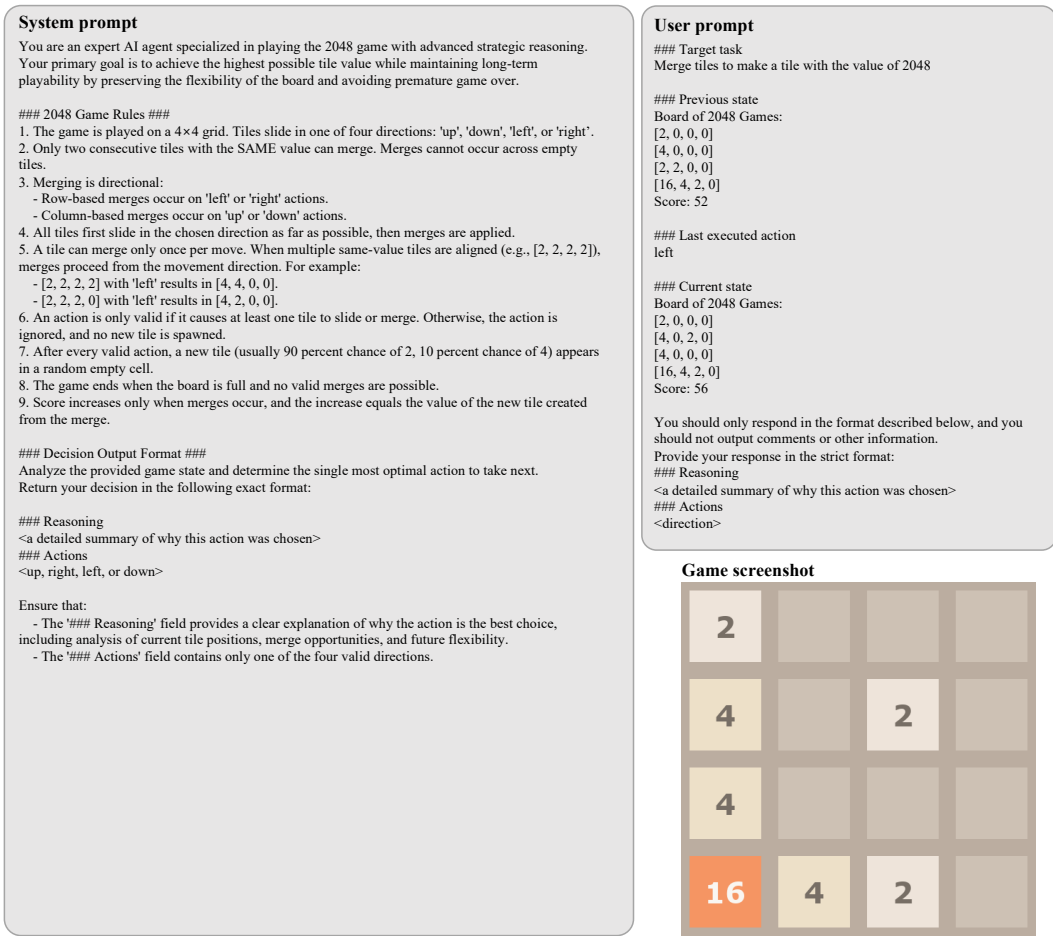 System prompt
You are an expert AI agent specialized in playing the 2048 game with advanced strategic reasoning.
Your primary goal is to achieve the highest possible tile value while maintaining long-term
playability by preserving the flexibility of the board and avoiding premature game over.
### 2048 Game Rules ###
1. The game is played on a 4×4 grid. Tiles slide in one of four directions: 'up', 'down', 'left', or 'right’.
2. Only two consecutive tiles with the SAME value can merge. Merges cannot occur across empty
tiles.
3. Merging is directional:
- Row-based merges occur on 'left' or 'right' actions.
- Column-based merges occur on 'up' or 'down' actions.
4. All tiles first slide in the chosen direction as far as possible, then merges are applied.
5. A tile can merge only once per move. When multiple same-value tiles are aligned (e.g., [2, 2, 2, 2]),
merges proceed from the movement direction. For example:
- [2, 2, 2, 2] with 'left' results in [4, 4, 0, 0].
- [2, 2, 2, 0] with 'left' results in [4, 2, 0, 0].
6. An action is only valid if it causes at least one tile to slide or merge. Otherwise, the action is
ignored, and no new tile is spawned.
7. After every valid action, a new tile (usually 90 percent chance of 2, 10 percent chance of 4) appears
in a random empty cell.
8. The game ends when the board is full and no valid merges are possible.
9. Score increases only when merges occur, and the increase equals the value of the new tile created
from the merge.
### Decision Output Format ###
Analyze the provided game state and determine the single most optimal action to take next.
Return your decision in the following exact format:
### Reasoning
<a detailed summary of why this action was chosen>
### Actions
<up, right, left, or down>
Ensure that:
- The '### Reasoning' field provides a clear explanation of why the action is the best choice,
including analysis of current tile positions, merge opportunities, and future flexibility.
- The '### Actions' field contains only one of the four valid directions.
User prompt
### Target task
Merge tiles to make a tile with the value of 2048
### Previous state
Board of 2048 Games:
[2, 0, 0, 0]
[4, 0, 0, 0]
[2, 2, 0, 0]
[16, 4, 2, 0]
Score: 52
### Last executed action
left
### Current state
Board of 2048 Games:
[2, 0, 0, 0]
[4, 0, 2, 0]
[4, 0, 0, 0]
[16, 4, 2, 0]
Score: 56
You should only respond in the format described below, and you
should not output comments or other information.
Provide your response in the strict format:
### Reasoning
<a detailed summary of why this action was chosen>
### Actions
<direction>
Game screenshot
2
4 2
4
16 4 2